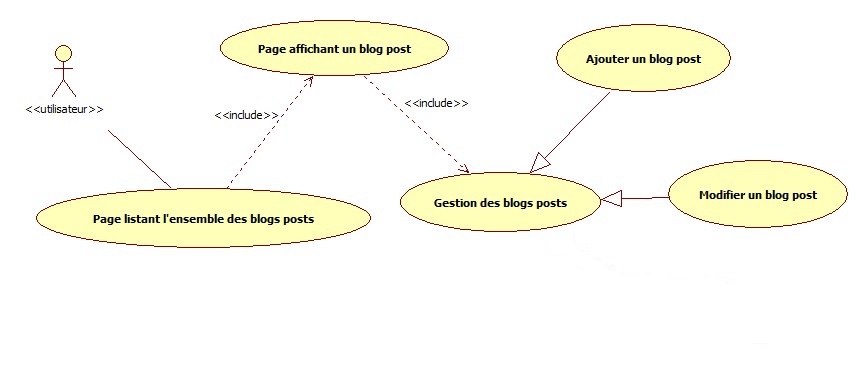 Page affichant un blog post
Ajouter un blog post
<<utilisateur>>
<<include>>
<<include>>
Page listant l'ensemble des blogs posts
Gestion des blogs posts
Modifier un blog post